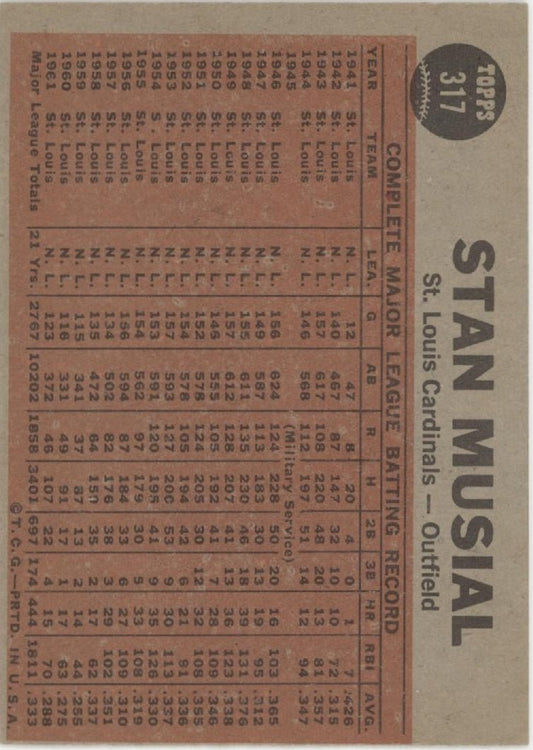 TOPPS
317
STAN MUSIAL
St. Louis Cardinals — Outfield
COMPLETE MAJOR LEAGUE BATTING RECORD
YEAR TEAM LEA. G AB R H 2B 3B HR RBI AVG.
1941 St. Louis N. L. 12 47 8 20 4 0 1 7 .426
1942 St. Louis N. L. 140 467 87 147 32 10 10 72 .315
1943 St. Louis N. L. 157 617 108 220 48 20 13 81 .357
1944 St. Louis N. L. 146 568 112 197 51 14 12 94 .347
1945 (Military Service)
1946 St. Louis N. L. 156 624 124 228 50 20 16 103 .365
1947 St. Louis N. L. 149 587 113 183 30 13 19 95 .312
1948 St. Louis N. L. 155 611 135 230 46 18 39 131 .376
1949 St. Louis N. L. 157 612 128 207 41 13 36 123 .338
1950 St. Louis N. L. 146 555 105 192 41 7 28 109 .346
1951 St. Louis N. L. 152 578 124 205 30 12 32 108 .355
1952 St. Louis N. L. 154 578 105 194 42 6 21 91 .336
1953 St. Louis N. L. 157 593 127 200 53 9 30 113 .337
1954 St. Louis N. L. 153 591 120 195 41 9 35 126 .330
1955 St. Louis N. L. 154 562 97 179 30 5 33 108 .319
1956 St. Louis N. L. 156 594 87 184 33 6 27 109 .310
1957 St. Louis N. L. 134 502 82 176 38 3 29 102 .351
1958 St. Louis N. L. 135 472 64 159 35 2 17 62 .337
1959 St. Louis N. L. 115 341 37 87 13 2 14 44 .255
1960 St. Louis N. L. 116 331 49 91 17 1 17 63 .275
1961 St. Louis N. L. 123 372 46 107 22 4 15 70 .288
Major League Totals 21 Yrs. 2767 10202 1858 3401 697 174 444 1811 .333
©T.C.G.—PRTD. IN U.S.A.